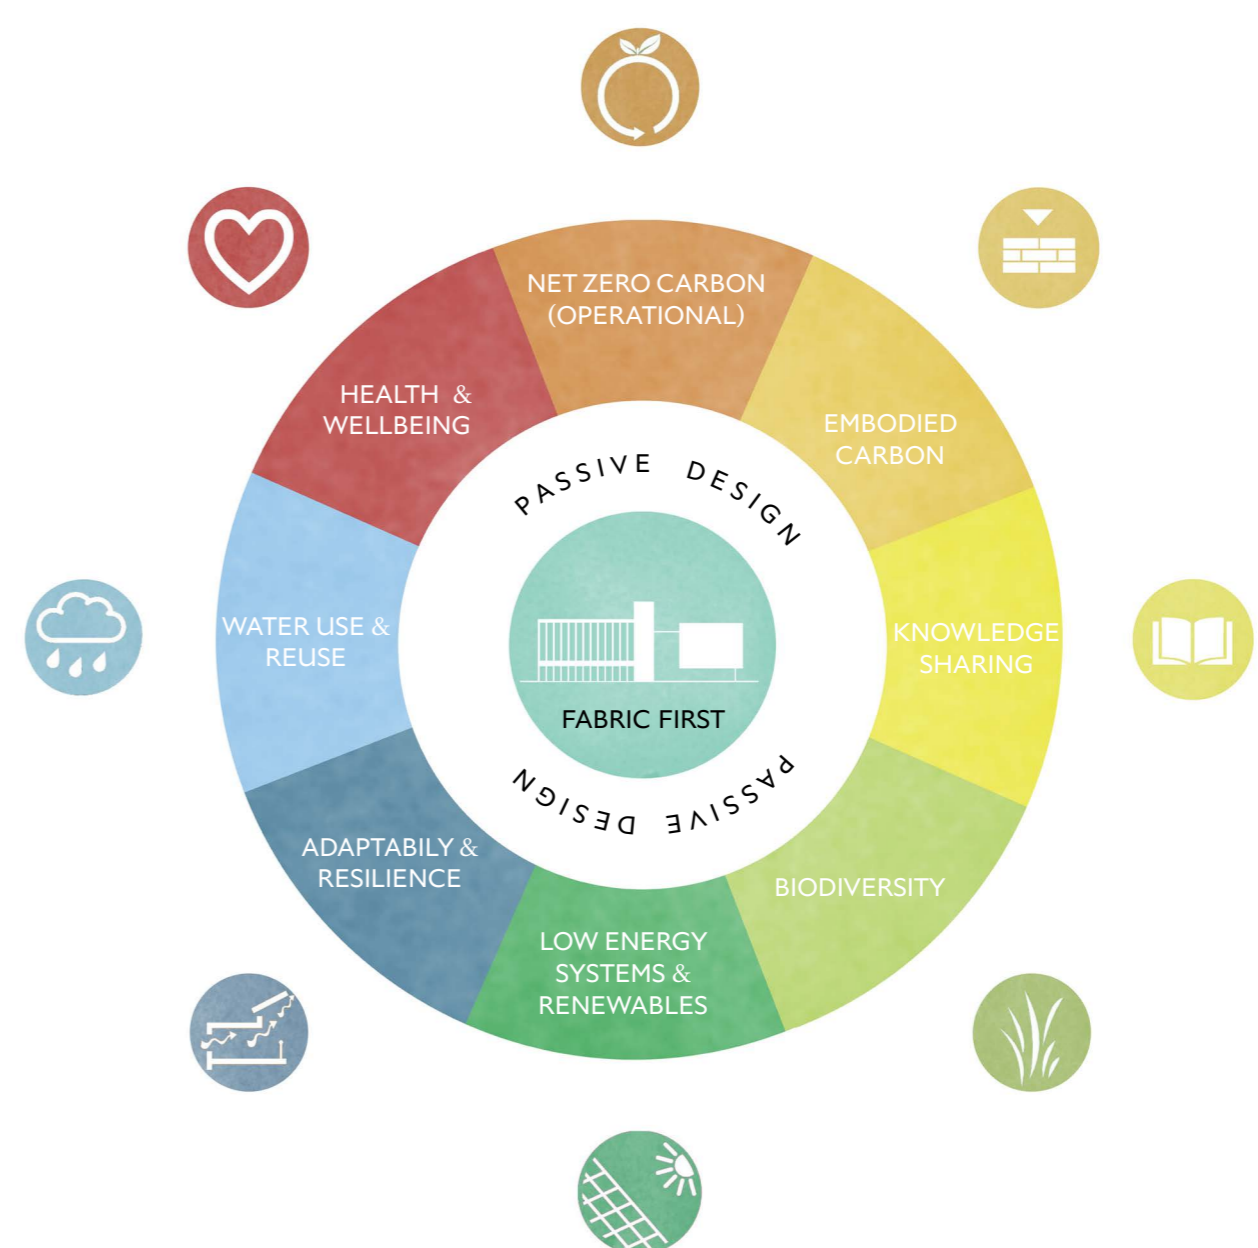 NET ZERO CARBON
(OPERATIONAL)
HEALTH &
WELLBEING
EMBODIED
CARBON
PASSIVE DESIGN
WATER USE &
REUSE
KNOWLEDGE
SHARING
FABRIC FIRST
PASSIVE DESIGN
ADAPTABILY &
RESILIENCE
BIODIVERSITY
LOW ENERGY
SYSTEMS &
RENEWABLES